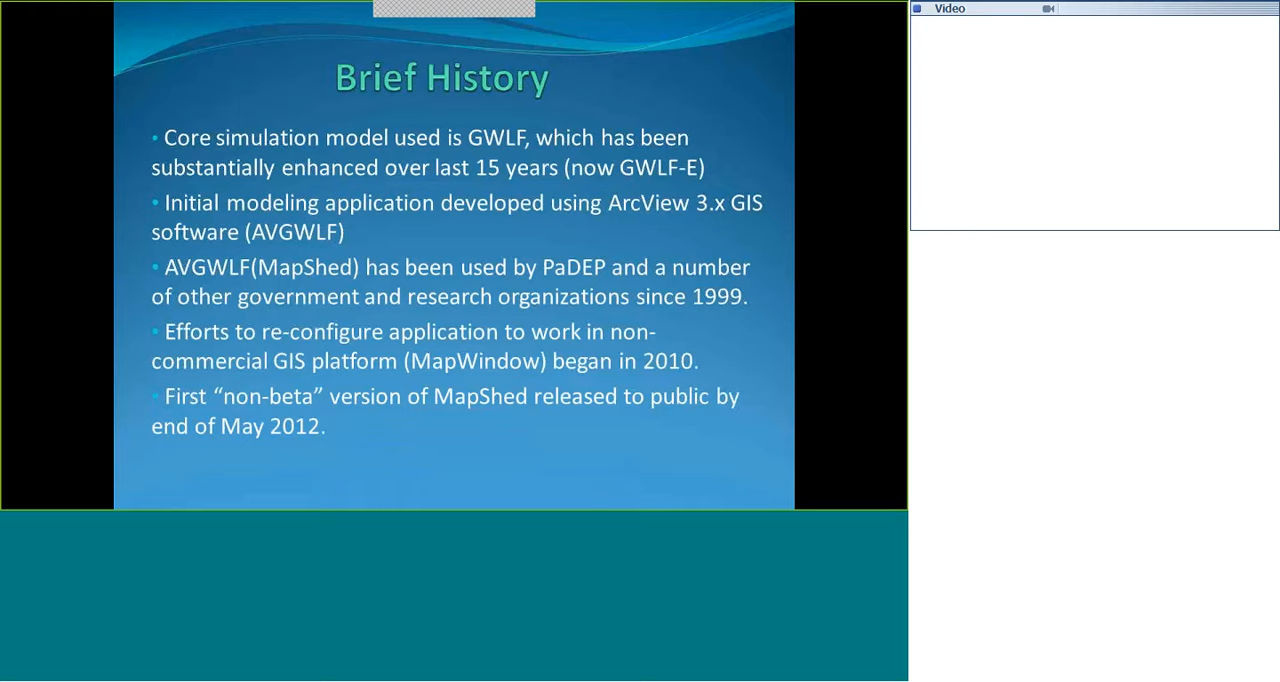 Video
Brief History
• Core simulation model used is GWLF, which has been
substantially enhanced over last 15 years (now GWLF-E)
• Initial modeling application developed using ArcView 3.x GIS
software (AVGWLF)
• AVGWLF(MapShed) has been used by PaDEP and a number
of other government and research organizations since 1999.
• Efforts to re-configure application to work in non-
commercial GIS platform (MapWindow) began in 2010.
• First “non-beta” version of MapShed released to public by
end of May 2012.